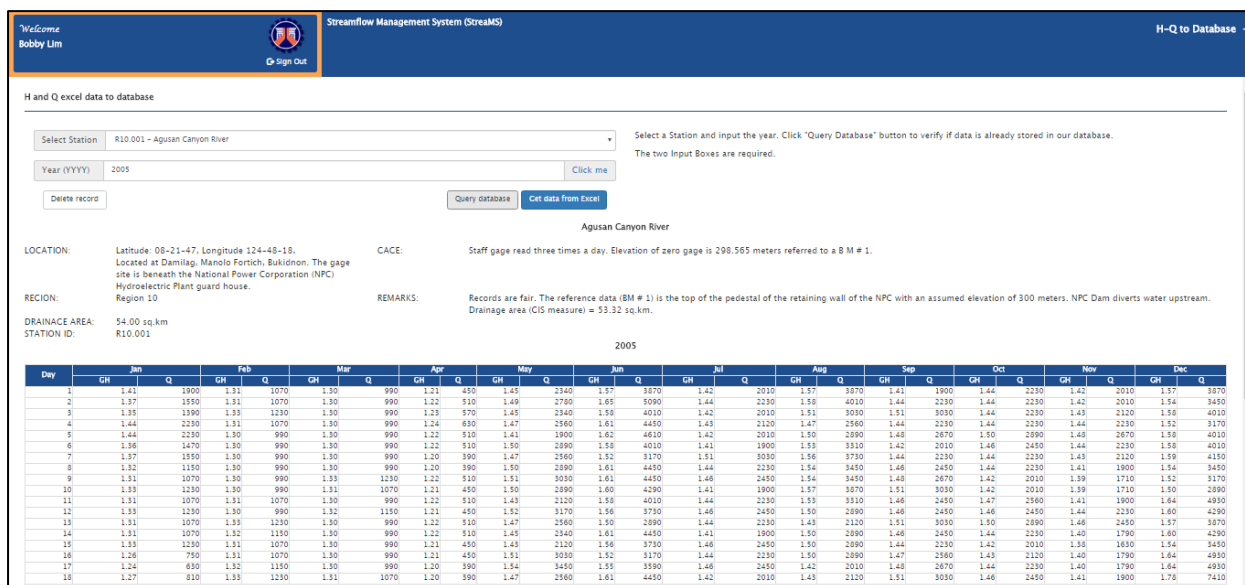 Welcome
Streamflow Management System (StreaMS)
H-Q to Database
Bobby Lim
Sign Out
H and Q excel data to database
Select Station R10.001 - Agusan Canyon River
Select a Station and input the year. Click "Query Database" button to verify if data is already stored in our database.
The two Input Boxes are required.
Year (YYYY) 2005 Click me
Delete record Query database Get data from Excel
Agusan Canyon River
LOCATION: Latitude: 08-21-47, Longitude 124-48-18. GAGE: Staff gage read three times a day. Elevation of zero gage is 298.565 meters referred to a B M # 1.
Located at Damilag, Manolo Fortich, Bukidnon. The gage
site is beneath the National Power Corporation (NPC)
Hydroelectric Plant guard house.
REGION: Region 10 REMARKS: Records are fair. The reference data (BM # 1) is the top of the pedestal of the retaining wall of the NPC with an assumed elevation of 300 meters. NPC Dam diverts water upstream.
Drainage area (GIS measure) = 53.32 sq.km.
DRAINAGE AREA: 54.00 sq.km
STATION ID: R10.001
2005
Day Jan Feb Mar Apr May Jun Jul Aug Sep Oct Nov Dec
GH Q GH Q GH Q GH Q GH Q GH Q GH Q GH Q GH Q GH Q GH Q GH Q
1 1.41 1900 1.31 1070 1.30 990 1.21 450 1.45 2340 1.57 3870 1.42 2010 1.57 3870 1.41 1900 1.44 2230 1.42 2010 1.57 3870
2 1.37 1550 1.31 1070 1.30 990 1.22 510 1.49 2780 1.65 5090 1.44 2230 1.58 4010 1.44 2230 1.44 2230 1.42 2010 1.54 3450
3 1.35 1390 1.33 1230 1.30 990 1.23 570 1.45 2340 1.58 4010 1.42 2010 1.51 3030 1.51 3030 1.44 2230 1.43 2120 1.58 4010
4 1.44 2230 1.31 1070 1.30 990 1.24 630 1.47 2560 1.61 4450 1.43 2120 1.47 2560 1.44 2230 1.44 2230 1.44 2230 1.52 3170
5 1.44 2230 1.30 990 1.30 990 1.22 510 1.41 1900 1.62 4610 1.42 2010 1.50 2890 1.48 2670 1.50 2890 1.48 2670 1.58 4010
6 1.36 1470 1.30 990 1.30 990 1.22 510 1.50 2890 1.58 4010 1.41 1900 1.53 3310 1.42 2010 1.46 2450 1.44 2230 1.58 4010
7 1.37 1550 1.30 990 1.30 990 1.20 390 1.47 2560 1.52 3170 1.51 3030 1.56 3730 1.44 2230 1.44 2230 1.43 2120 1.59 4150
8 1.32 1150 1.30 990 1.30 990 1.20 390 1.50 2890 1.61 4450 1.44 2230 1.54 3450 1.46 2450 1.44 2230 1.41 1900 1.54 3450
9 1.31 1070 1.30 990 1.33 1230 1.22 510 1.51 3030 1.61 4450 1.46 2450 1.54 3450 1.48 2670 1.42 2010 1.39 1710 1.52 3170
10 1.33 1230 1.30 990 1.31 1070 1.21 450 1.50 2890 1.60 4290 1.41 1900 1.57 3870 1.51 3030 1.42 2010 1.39 1710 1.50 2890
11 1.31 1070 1.31 1070 1.30 990 1.22 510 1.43 2120 1.58 4010 1.44 2230 1.53 3310 1.46 2450 1.47 2560 1.41 1900 1.64 4930
12 1.33 1230 1.30 990 1.32 1150 1.21 450 1.52 3170 1.56 3730 1.46 2450 1.50 2890 1.46 2450 1.46 2450 1.44 2230 1.60 4290
13 1.31 1070 1.33 1230 1.30 990 1.22 510 1.47 2560 1.50 2890 1.44 2230 1.43 2120 1.51 3030 1.50 2890 1.46 2450 1.57 3870
14 1.31 1070 1.32 1150 1.30 990 1.22 510 1.45 2340 1.61 4450 1.41 1900 1.50 2890 1.46 2450 1.44 2230 1.40 1790 1.60 4290
15 1.33 1230 1.31 1070 1.30 990 1.21 450 1.43 2120 1.56 3730 1.46 2450 1.50 2890 1.44 2230 1.42 2010 1.38 1630 1.54 3450
16 1.26 750 1.31 1070 1.30 990 1.21 450 1.51 3030 1.52 3170 1.44 2230 1.50 2890 1.47 2560 1.43 2120 1.40 1790 1.64 4930
17 1.24 630 1.32 1150 1.30 990 1.20 390 1.54 3450 1.55 3590 1.46 2450 1.42 2010 1.48 2670 1.44 2230 1.40 1790 1.64 4930
18 1.27 810 1.33 1230 1.31 1070 1.20 390 1.47 2560 1.61 4450 1.42 2010 1.43 2120 1.51 3030 1.46 2450 1.41 1900 1.78 7410